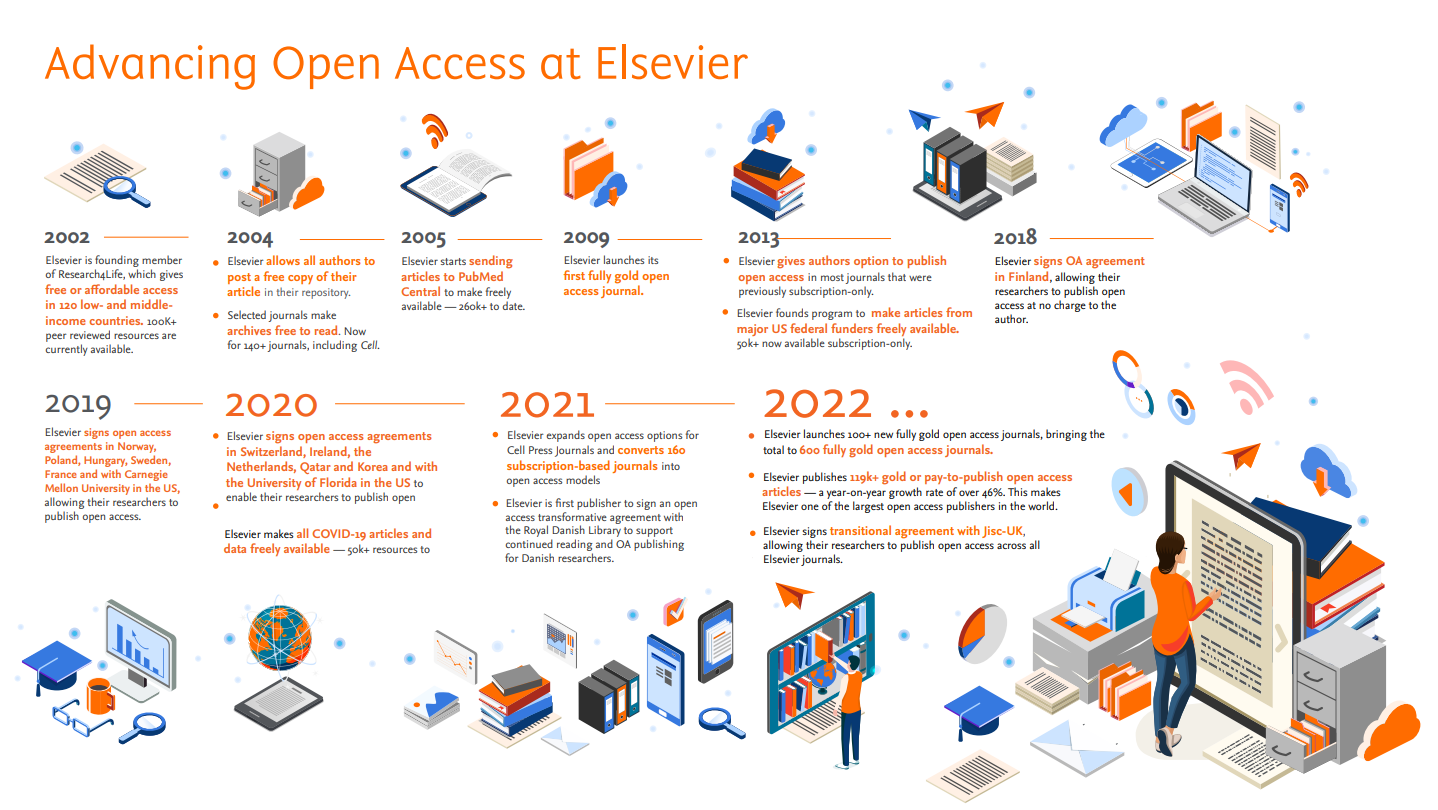 Advancing Open Access at Elsevier
2002
Elsevier is founding member
of Research4Life, which gives
free or affordable access
in 120 low- and middle-
income countries. 100K+
peer reviewed resources are
currently available.
2004
• Elsevier allows all authors to
post a free copy of their
article in their repository.
• Selected journals make
archives free to read. Now
for 140+ journals, including Cell.
2005
Elsevier starts sending
articles to PubMed
Central to make freely
available — 260k+ to date.
2009
Elsevier launches its
first fully gold open
access journal.
2013
• Elsevier gives authors option to publish
open access in most journals that were
previously subscription-only.
• Elsevier founds program to make articles from
major US federal funders freely available.
50k+ now available subscription-only.
2018
Elsevier signs OA agreement
in Finland, allowing their
researchers to publish open
access at no charge to the
author.
2019
Elsevier signs open access
agreements in Norway,
Poland, Hungary, Sweden,
France and with Carnegie
Mellon University in the US,
allowing their researchers to
publish open access.
2020
• Elsevier signs open access agreements
in Switzerland, Ireland, the
Netherlands, Qatar and Korea and with
the University of Florida in the US to
enable their researchers to publish open
•
Elsevier makes all COVID-19 articles and
data freely available — 50k+ resources to
2021
• Elsevier expands open access options for
Cell Press Journals and converts 160
subscription-based journals into
open access models
• Elsevier is first publisher to sign an open
access transformative agreement with
the Royal Danish Library to support
continued reading and OA publishing
for Danish researchers.
2022 ...
• Elsevier launches 100+ new fully gold open access journals, bringing the
total to 600 fully gold open access journals.
• Elsevier publishes 119k+ gold or pay-to-publish open access
articles — a year-on-year growth rate of over 46%. This makes
Elsevier one of the largest open access publishers in the world.
• Elsevier signs transitional agreement with Jisc-UK,
allowing their researchers to publish open access across all
Elsevier journals.